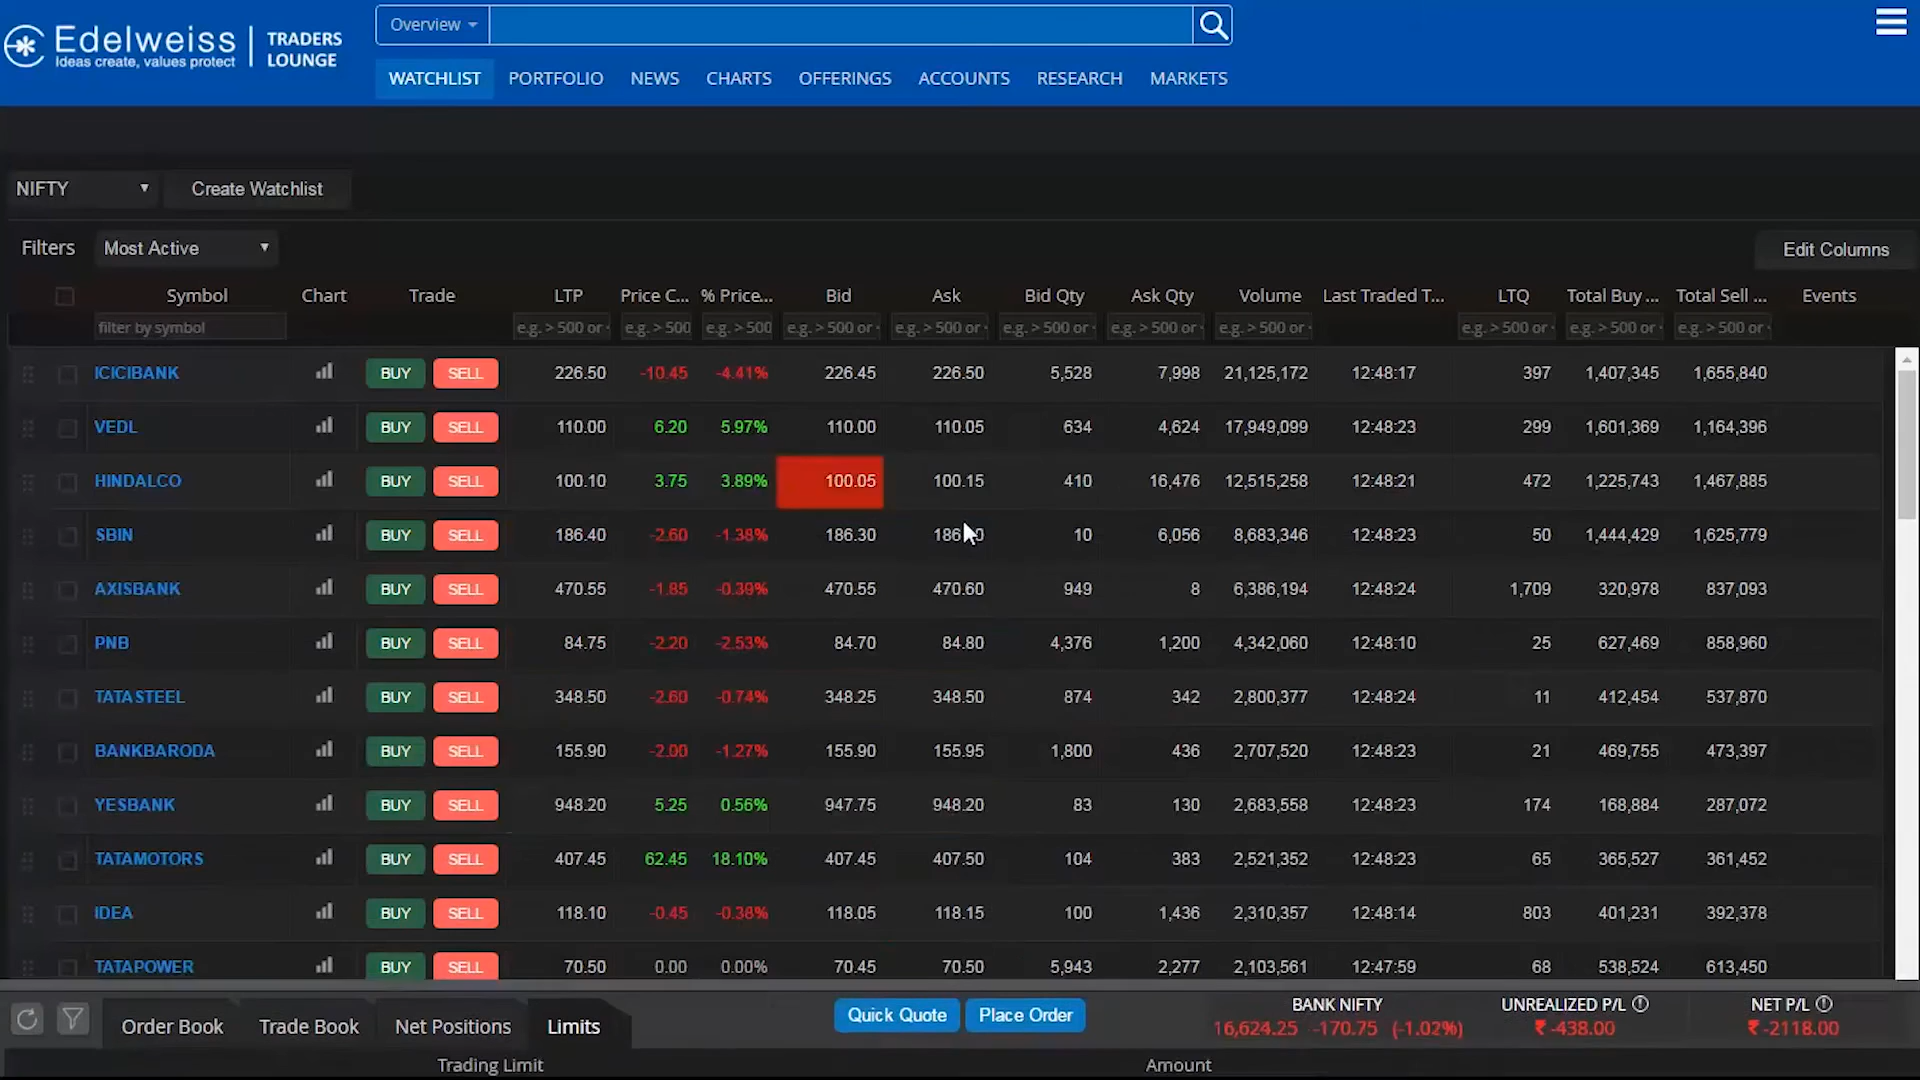 Edelweiss
Ideas create, values protect
TRADERS LOUNGE
Overview
WATCHLIST PORTFOLIO NEWS CHARTS OFFERINGS ACCOUNTS RESEARCH MARKETS
NIFTY Create Watchlist
Filters Most Active Edit Columns
Symbol Chart Trade LTP Price C... % Price... Bid Ask Bid Qty Ask Qty Volume Last Traded T... LTQ Total Buy ... Total Sell ... Events
filter by symbol e.g. > 500 or e.g. > 500 e.g. > 500 e.g. > 500 or e.g. > 500 or e.g. > 500 or e.g. > 500 or e.g. > 500 or e.g. > 500 or e.g. > 500 or e.g. > 500 or
ICICIBANK BUY SELL 226.50 -10.45 -4.41% 226.45 226.50 5,528 7,998 21,125,172 12:48:17 397 1,407,345 1,655,840
VEDL BUY SELL 110.00 6.20 5.97% 110.00 110.05 634 4,624 17,949,099 12:48:23 299 1,601,369 1,164,396
HINDALCO BUY SELL 100.10 3.75 3.89% 100.05 100.15 410 16,476 12,515,258 12:48:21 472 1,225,743 1,467,885
SBIN BUY SELL 186.40 -2.60 -1.38% 186.30 10 6,056 8,683,346 12:48:23 50 1,444,429 1,625,779
AXISBANK BUY SELL 470.55 -1.85 -0.39% 470.55 470.60 949 8 6,386,194 12:48:24 1,709 320,978 837,093
PNB BUY SELL 84.75 -2.20 -2.53% 84.70 84.80 4,376 1,200 4,342,060 12:48:10 25 627,469 858,960
TATASTEEL BUY SELL 348.50 -2.60 -0.74% 348.25 348.50 874 342 2,800,377 12:48:24 11 412,454 537,870
BANKBARODA BUY SELL 155.90 -2.00 -1.27% 155.90 155.95 1,800 436 2,707,520 12:48:23 21 469,755 473,397
YESBANK BUY SELL 948.20 5.25 0.56% 947.75 948.20 83 130 2,683,558 12:48:23 174 168,884 287,072
TATAMOTORS BUY SELL 407.45 62.45 18.10% 407.45 407.50 104 383 2,521,352 12:48:23 65 365,527 361,452
IDEA BUY SELL 118.10 -0.45 -0.38% 118.05 118.15 100 1,436 2,310,357 12:48:14 803 401,231 392,378
TATAPOWER BUY SELL 70.50 0.00 0.00% 70.45 70.50 5,943 2,277 2,103,561 12:47:59 68 538,524 613,450
Order Book Trade Book Net Positions Limits Quick Quote Place Order
BANK NIFTY UNREALIZED P/L NET P/L
16,624.25 -170.75 (-1.02%) ₹ -438.00 ₹ -2118.00
Trading Limit Amount